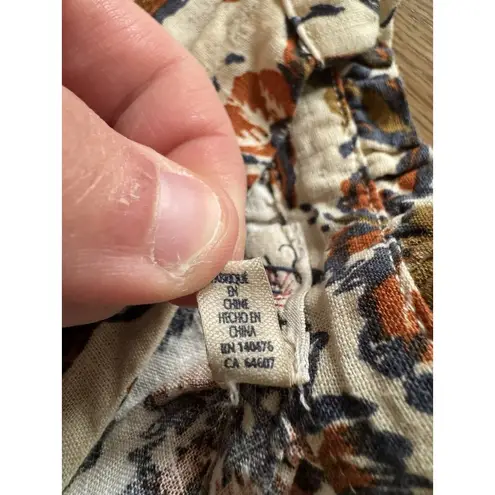 FABRIQUÉ
EN
CHINE
HECHO EN
CHINA
RN 140476
CA 64607